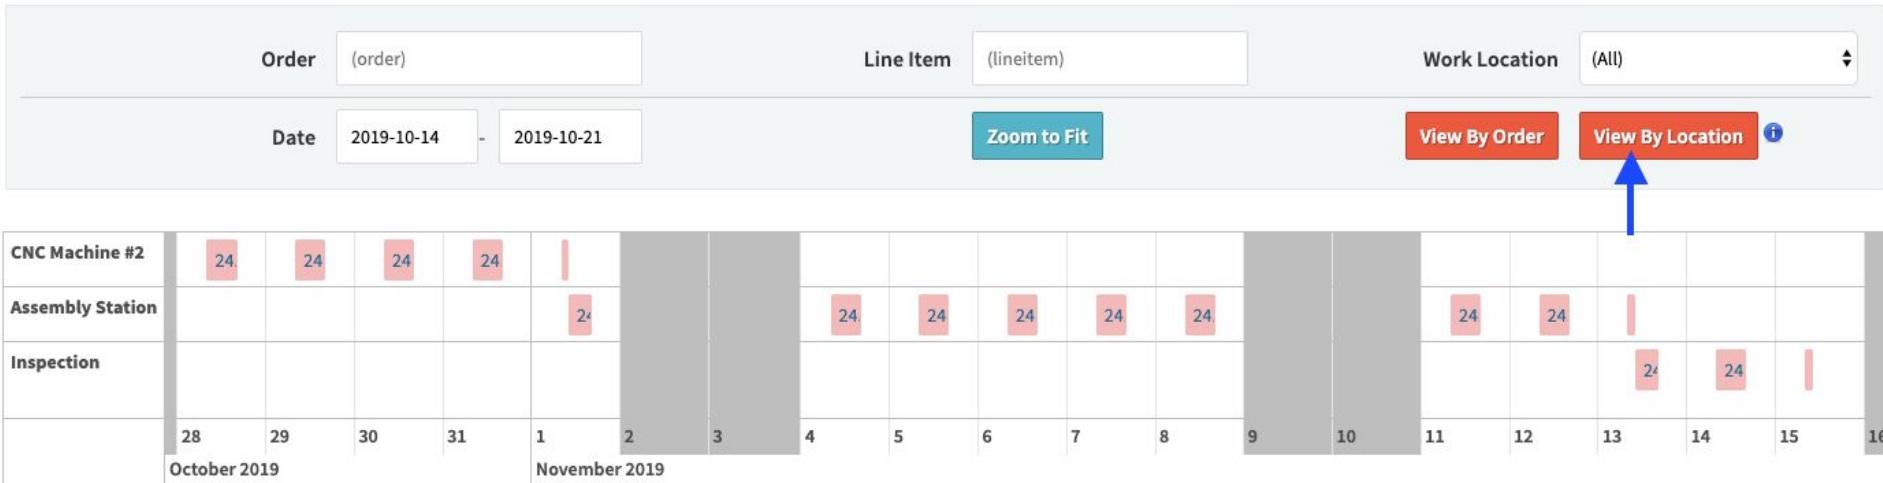 Order (order) Line Item (lineitem) Work Location (All)
Date 2019-10-14 - 2019-10-21 Zoom to Fit View By Order View By Location i
CNC Machine #2 24 24 24 24
Assembly Station 24 24 24 24 24 24 24 24
Inspection 24 24
28 29 30 31 1 2 3 4 5 6 7 8 9 10 11 12 13 14 15 16
October 2019 November 2019